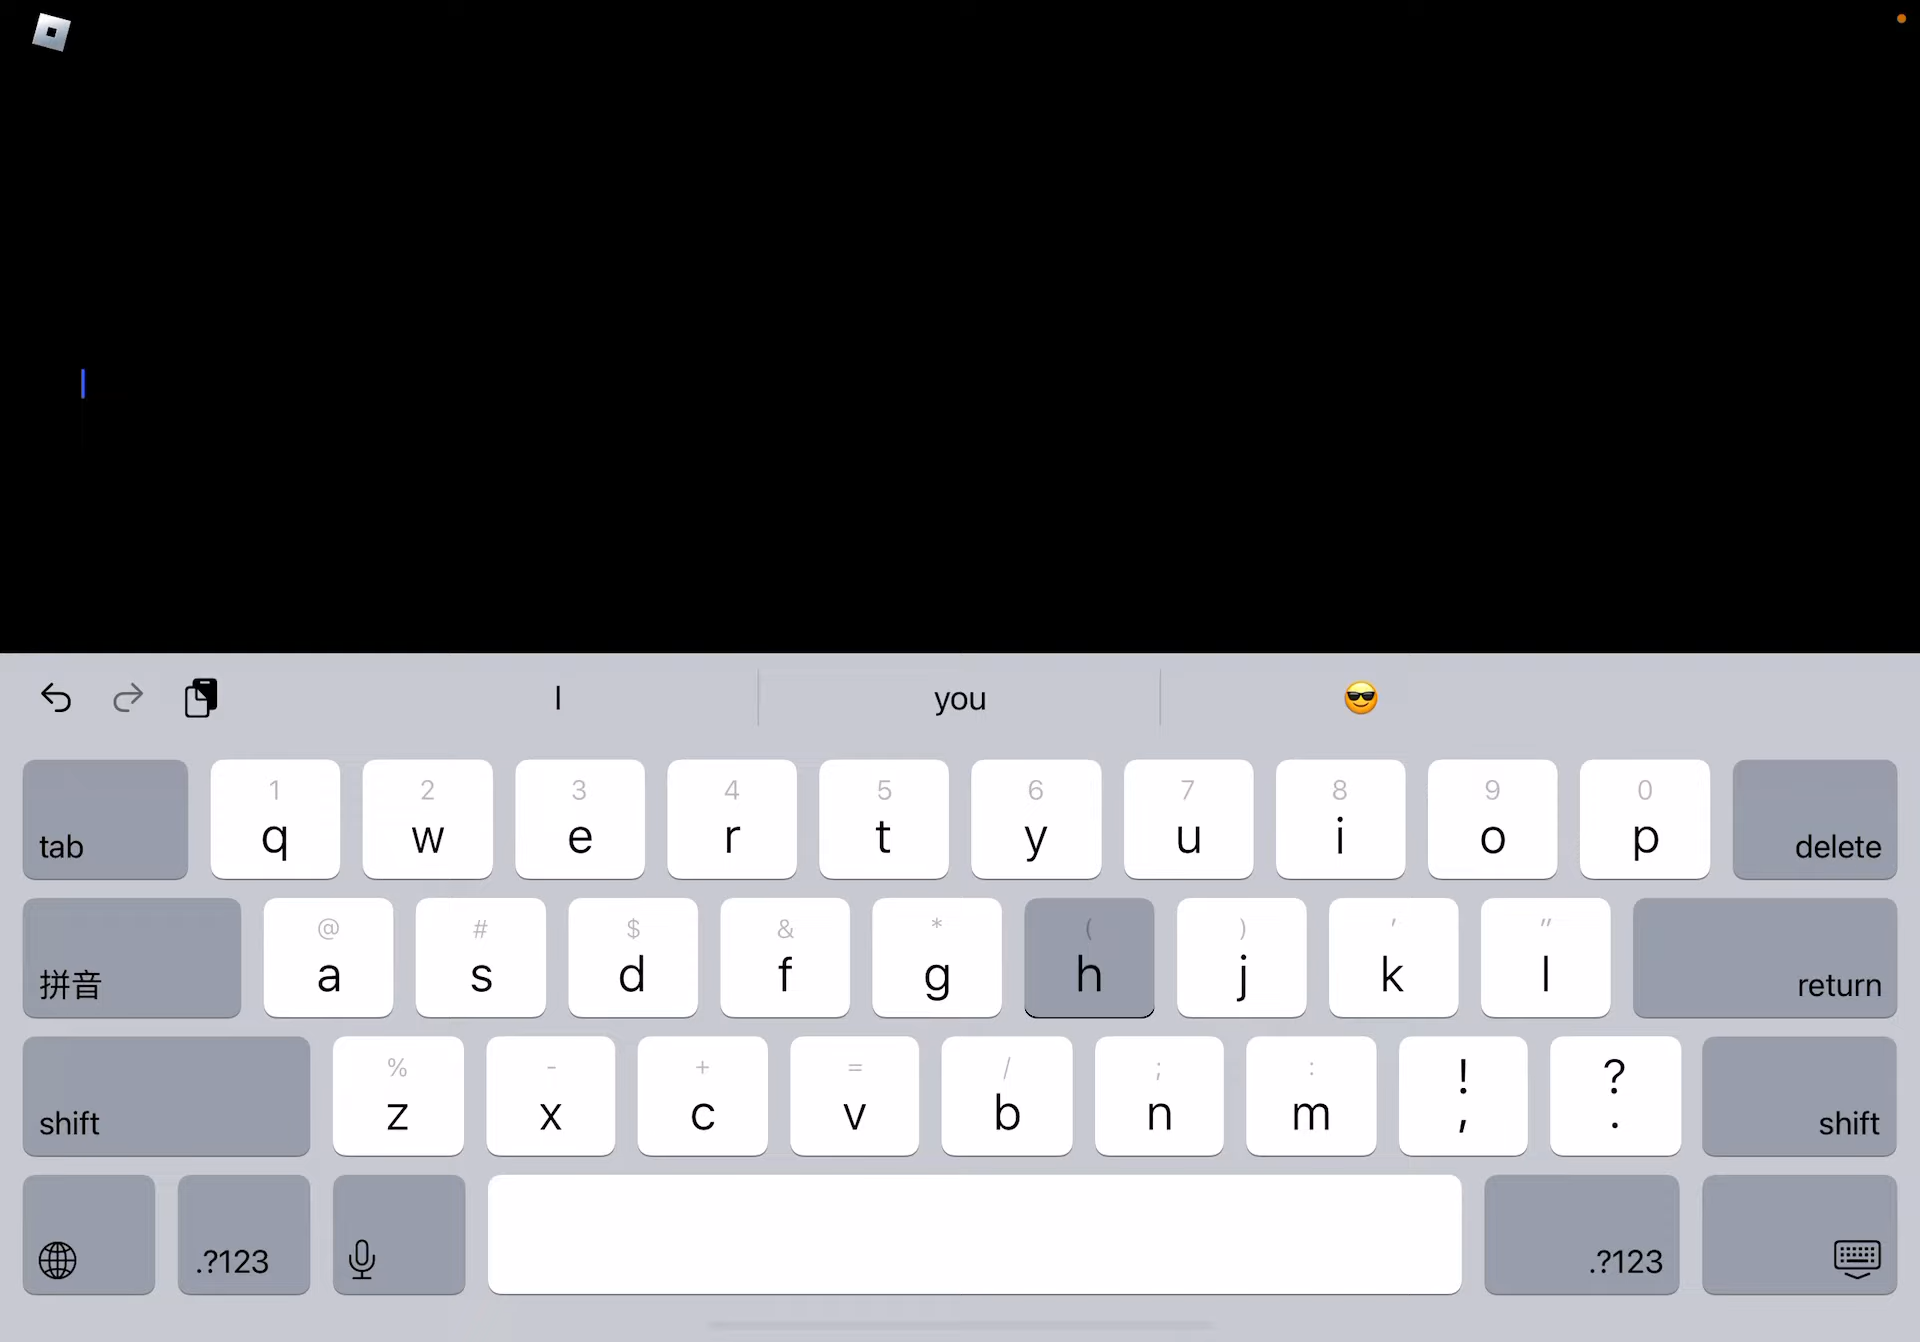 I you 😎
1 2 3 4 5 6 7 8 9 0
tab q w e r t y u i o p delete
@ # $ & * ( ) ' "
拼音 a s d f g h j k l return
% - + = / ; : ! ?
shift z x c v b n m , . shift
.?123 .?123